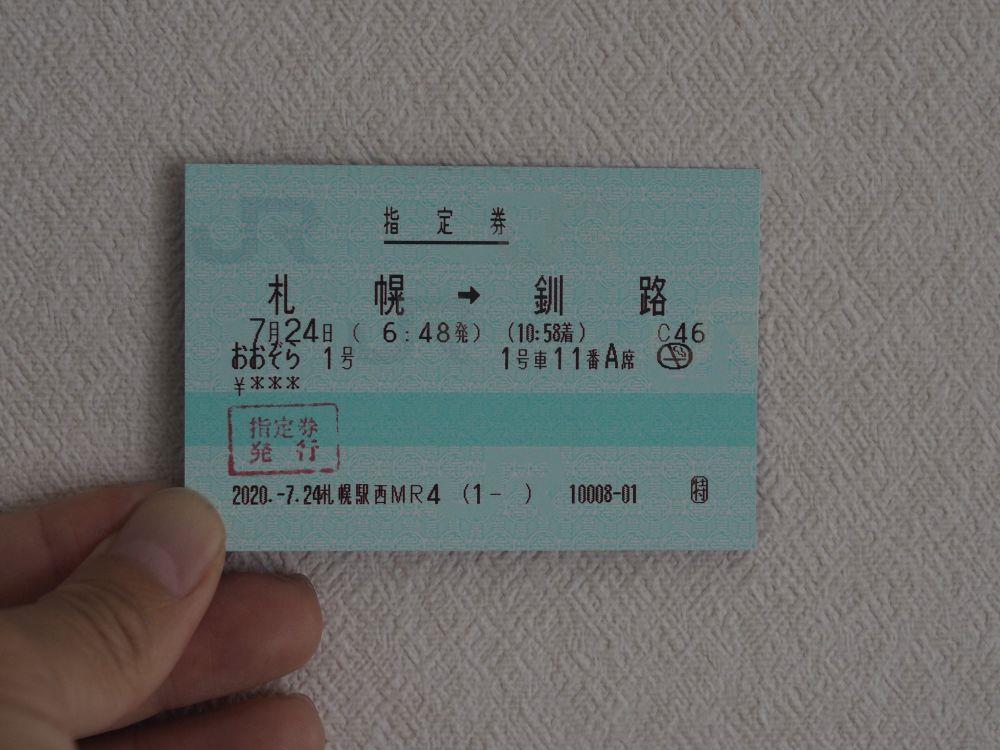 JR
指定券
札幌 → 釧路
7月24日 ( 6:48発) (10:58着) C46
おおぞら 1号 1号車11番A席
¥***
指定券
発行
2020.-7.24札幌駅西MR4 (1- ) 10008-01 特